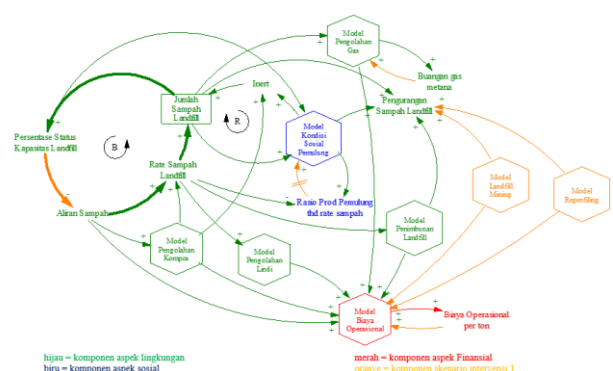 Model
Pengolahan
Gas
Buangan gas
metana
Inert
Jumlah
Sampah
Landfill
Pengurangan
Sampah Landfill
Persentase Status
Kapasitas Landfill
B
R
Model
Kondisi
Sosial
Pemulung
Rate Sampah
Landfill
Model
Landfill
Mining
Model
Reperfiling
Aliran Sampah
Rasio Prod Pemulung
thd rate sampah
Model
Pengolahan
Kompos
Model
Pengolahan
Lindi
Model
Penimbunan
Landfill
Model
Biaya
Operasional
Biaya Operasional
per ton
hijau = komponen aspek lingkungan
merah = komponen aspek Finansial
biru = komponen aspek sosial
oranye = komponen skenario intervensi 1